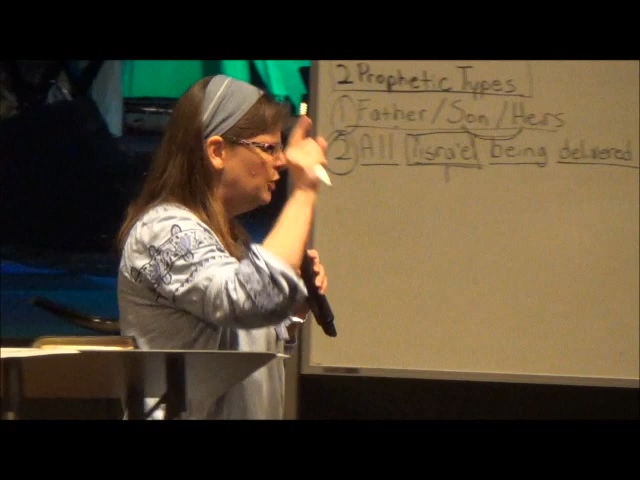 2 Prophetic Types
① Father/Son/Heirs
② All Yisra'el being delivered